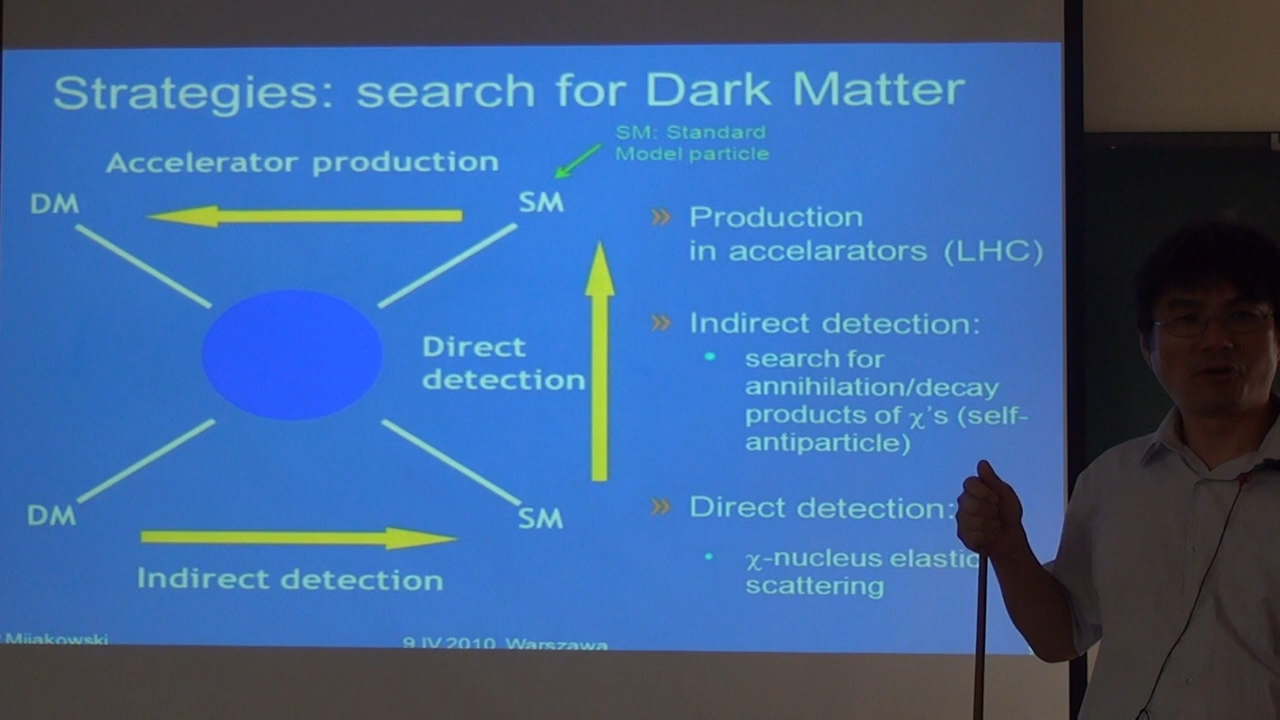 Strategies: search for Dark Matter
SM: Standard
Model particle
Accelerator production
DM
SM
» Production
in accelarators (LHC)
» Indirect detection:
• search for
annihilation/decay
products of χ's (self-
antiparticle)
Direct
detection
» Direct detection:
• χ-nucleus elastic
scattering
DM
SM
Indirect detection
Mijakowski
9 IV 2010, Warszawa